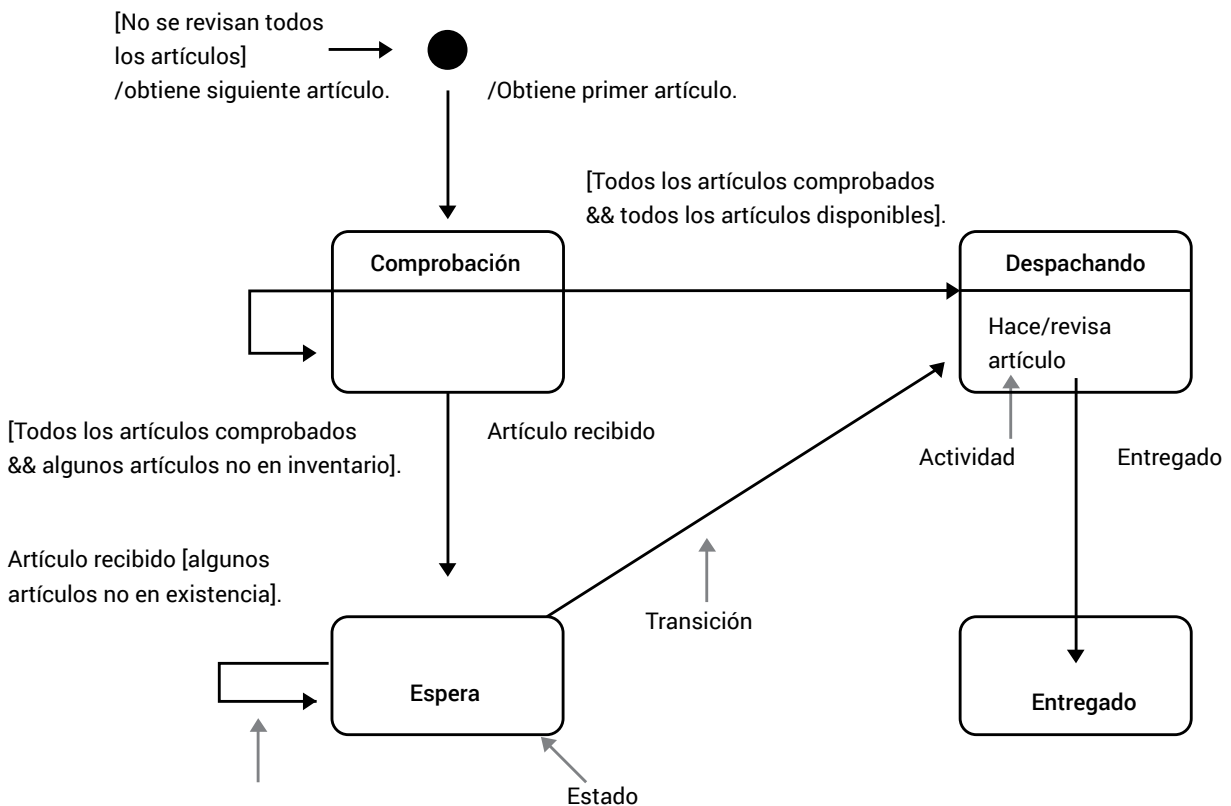 [No se revisan todos
los artículos]
/obtiene siguiente artículo.
/Obtiene primer artículo.
[Todos los artículos comprobados
&& todos los artículos disponibles].
Comprobación
Despachando
Hace/revisa
artículo
[Todos los artículos comprobados
&& algunos artículos no en inventario].
Artículo recibido
Actividad
Entregado
Artículo recibido [algunos
artículos no en existencia].
Transición
Espera
Entregado
Estado